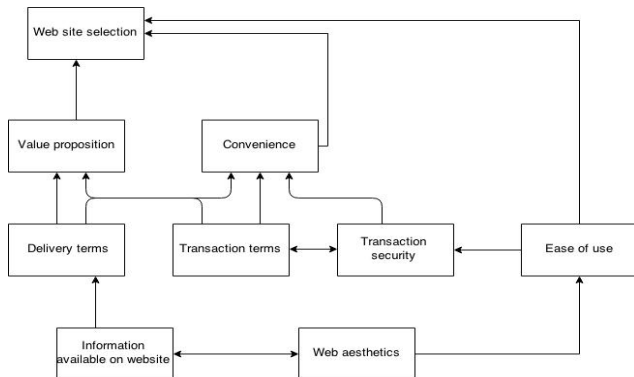 Web site selection
Value proposition
Convenience
Delivery terms
Transaction terms
Transaction
security
Ease of use
Information
available on website
Web aesthetics